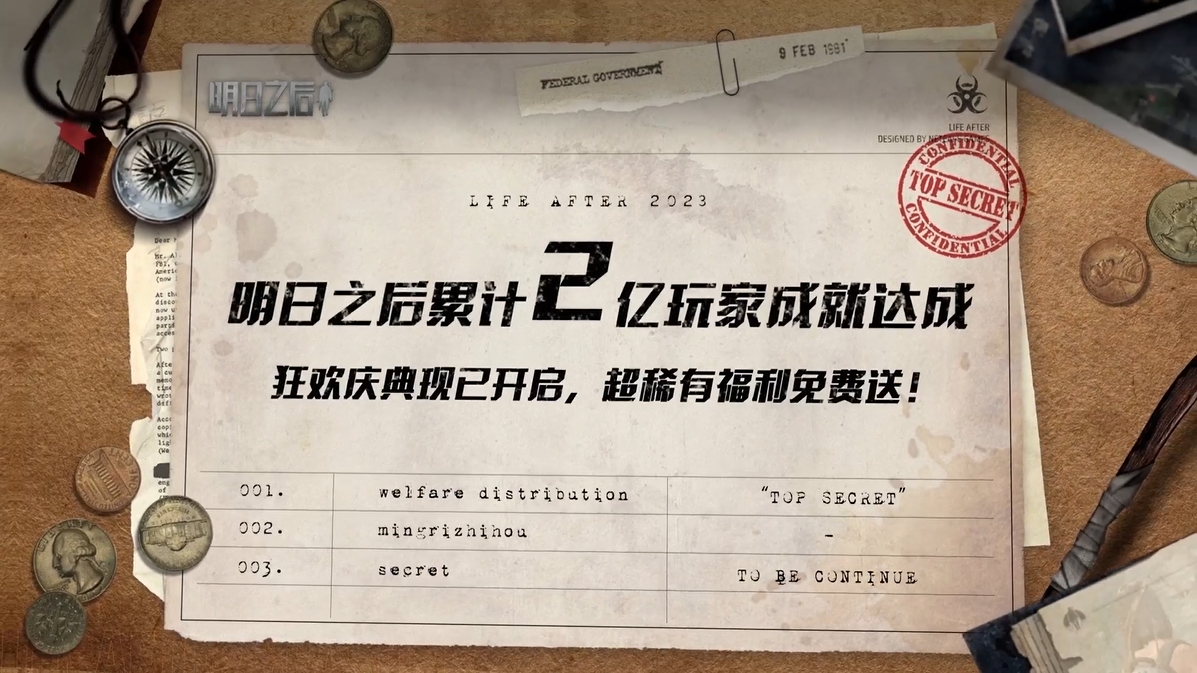 FEDERAL GOVERNMENT
9 FEB 1981
明日之后
LIFE AFTER
CONFIDENTIAL
TOP SECRET
CONFIDENTIAL
LIFE AFTER 2023
明日之后累计2亿玩家成就达成
狂欢庆典现已开启，超稀有福利免费送！
001. welfare distribution “TOP SECRET”
002. mingrizhihou –
003. secret TO BE CONTINUE